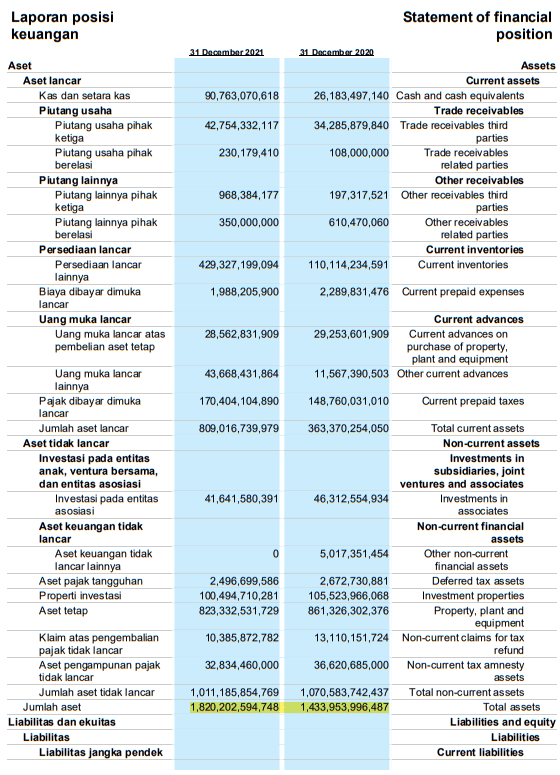 Laporan posisi Statement of financial
keuangan position
31 December 2021 31 December 2020
Aset Assets
Aset lancar Current assets
Kas dan setara kas 90,763,070,618 26,183,497,140 Cash and cash equivalents
Piutang usaha Trade receivables
Piutang usaha pihak 42,754,332,117 34,285,879,840 Trade receivables third
ketiga parties
Piutang usaha pihak 230,179,410 108,000,000 Trade receivables
berelasi related parties
Piutang lainnya Other receivables
Piutang lainnya pihak 968,384,177 197,317,521 Other receivables third
ketiga parties
Piutang lainnya pihak 350,000,000 610,470,060 Other receivables
berelasi related parties
Persediaan lancar Current inventories
Persediaan lancar 429,327,199,094 110,114,234,591 Current inventories
lainnya
Biaya dibayar dimuka 1,988,205,900 2,289,831,476 Current prepaid expenses
lancar
Uang muka lancar Current advances
Uang muka lancar atas 28,562,831,909 29,253,601,909 Current advances on
pembelian aset tetap purchase of property,
plant and equipment
Uang muka lancar 43,668,431,864 11,567,390,503 Other current advances
lainnya
Pajak dibayar dimuka 170,404,104,890 148,760,031,010 Current prepaid taxes
lancar
Jumlah aset lancar 809,016,739,979 363,370,254,050 Total current assets
Aset tidak lancar Non-current assets
Investasi pada entitas Investments in
anak, ventura bersama, subsidiaries, joint
dan entitas asosiasi ventures and associates
Investasi pada entitas 41,641,580,391 46,312,554,934 Investments in
asosiasi associates
Aset keuangan tidak Non-current financial
lancar assets
Aset keuangan tidak 0 5,017,351,454 Other non-current
lancar lainnya financial assets
Aset pajak tangguhan 2,496,699,586 2,672,730,881 Deferred tax assets
Properti investasi 100,494,710,281 105,523,966,068 Investment properties
Aset tetap 823,332,531,729 861,326,302,376 Property, plant and
equipment
Klaim atas pengembalian 10,385,872,782 13,110,151,724 Non-current claims for tax
pajak tidak lancar refund
Aset pengampunan pajak 32,834,460,000 36,620,685,000 Non-current tax amnesty
tidak lancar assets
Jumlah aset tidak lancar 1,011,185,854,769 1,070,583,742,437 Total non-current assets
Jumlah aset 1,820,202,594,748 1,433,953,996,487 Total assets
Liabilitas dan ekuitas Liabilities and equity
Liabilitas Liabilities
Liabilitas jangka pendek Current liabilities